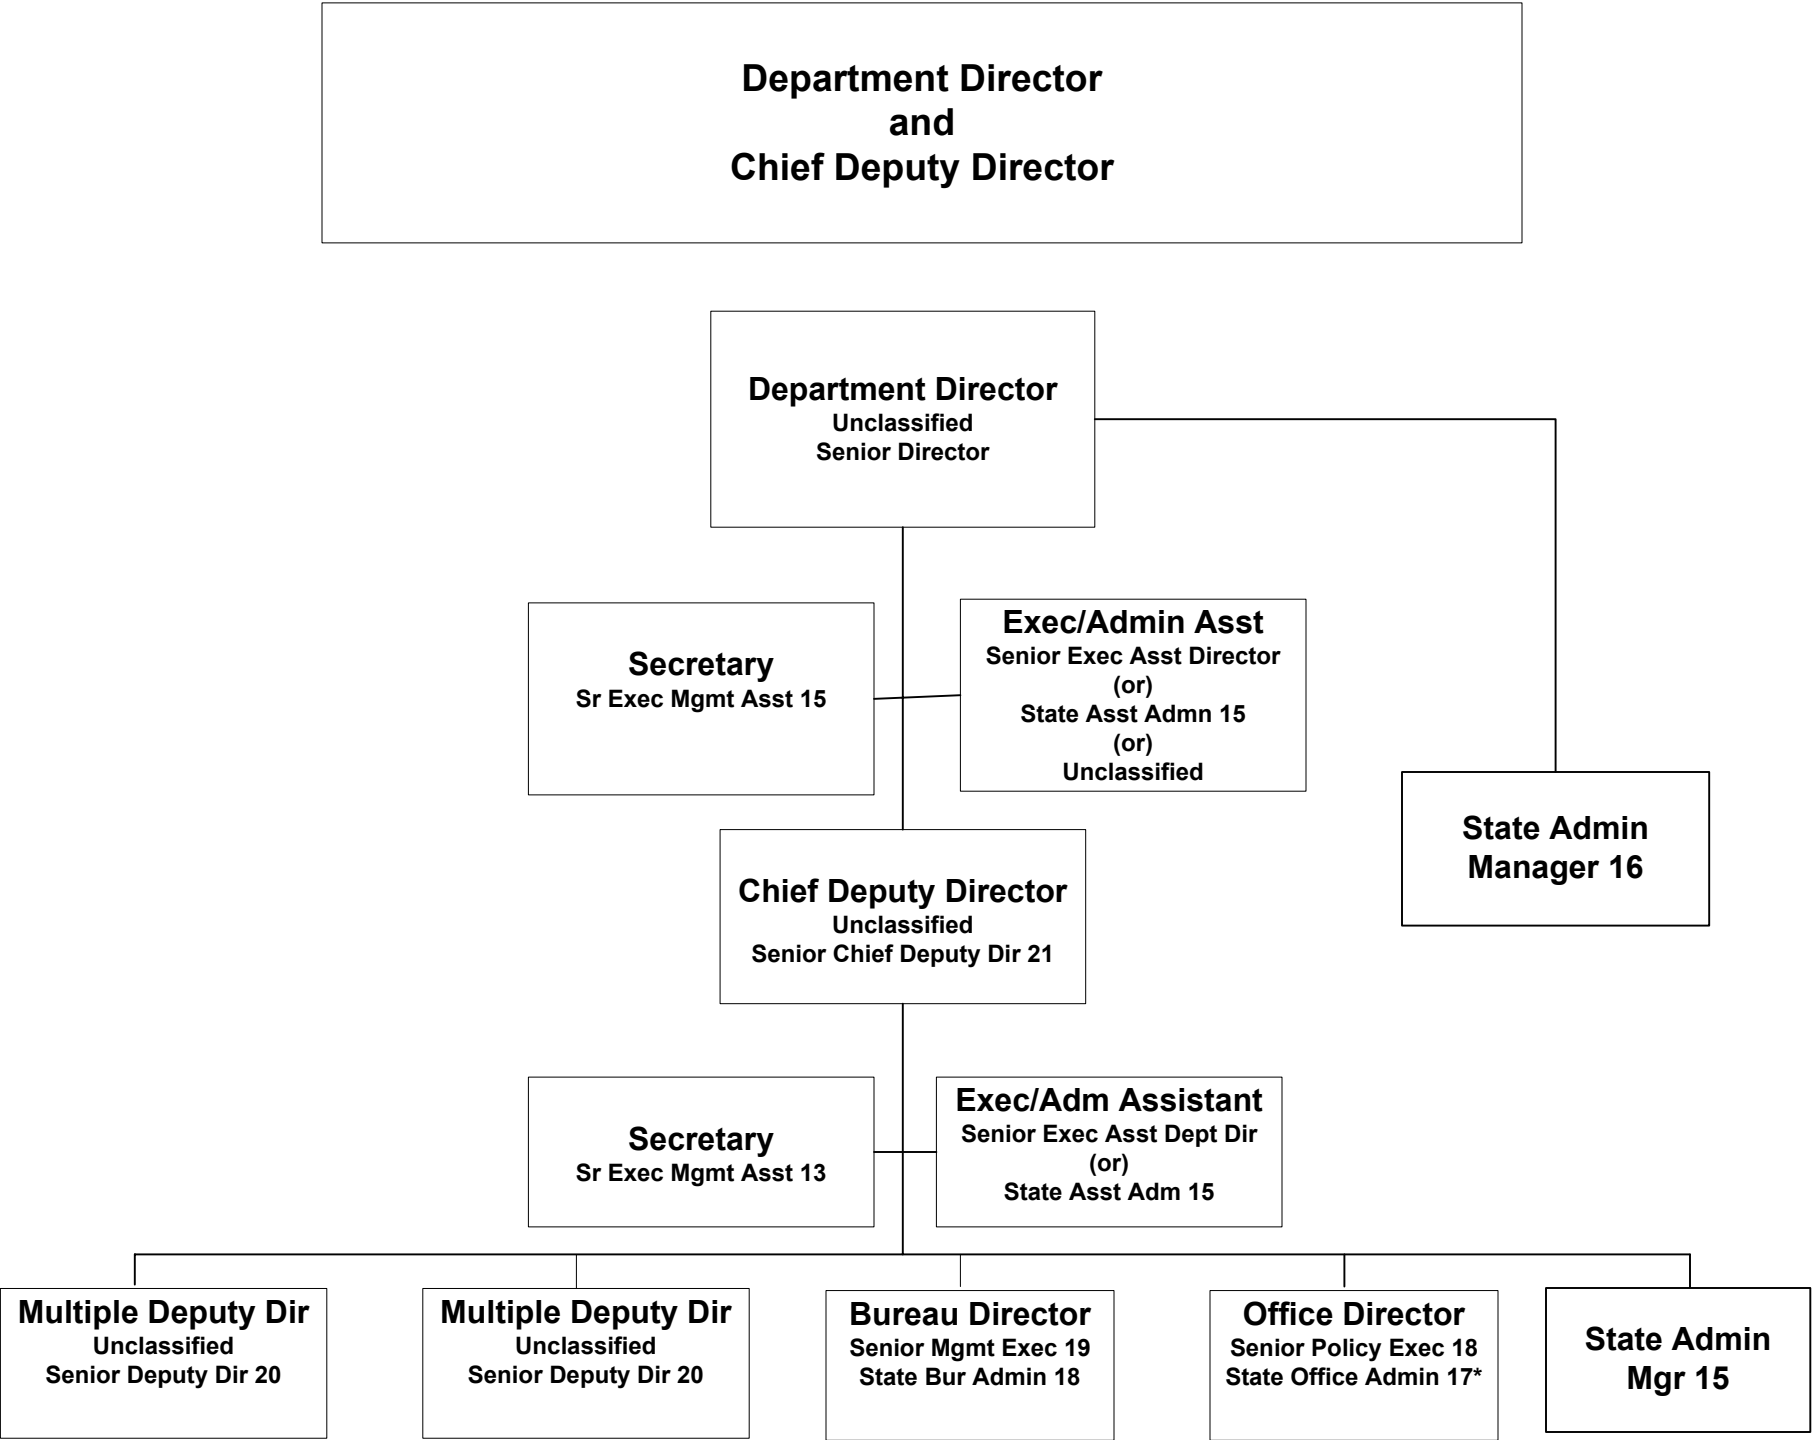 Department Director
and
Chief Deputy Director
Department Director
Unclassified
Senior Director
Secretary
Sr Exec Mgmt Asst 15
Exec/Admin Asst
Senior Exec Asst Director
(or)
State Asst Admn 15
(or)
Unclassified
State Admin
Manager 16
Chief Deputy Director
Unclassified
Senior Chief Deputy Dir 21
Secretary
Sr Exec Mgmt Asst 13
Exec/Adm Assistant
Senior Exec Asst Dept Dir
(or)
State Asst Adm 15
Multiple Deputy Dir
Unclassified
Senior Deputy Dir 20
Multiple Deputy Dir
Unclassified
Senior Deputy Dir 20
Bureau Director
Senior Mgmt Exec 19
State Bur Admin 18
Office Director
Senior Policy Exec 18
State Office Admin 17*
State Admin
Mgr 15